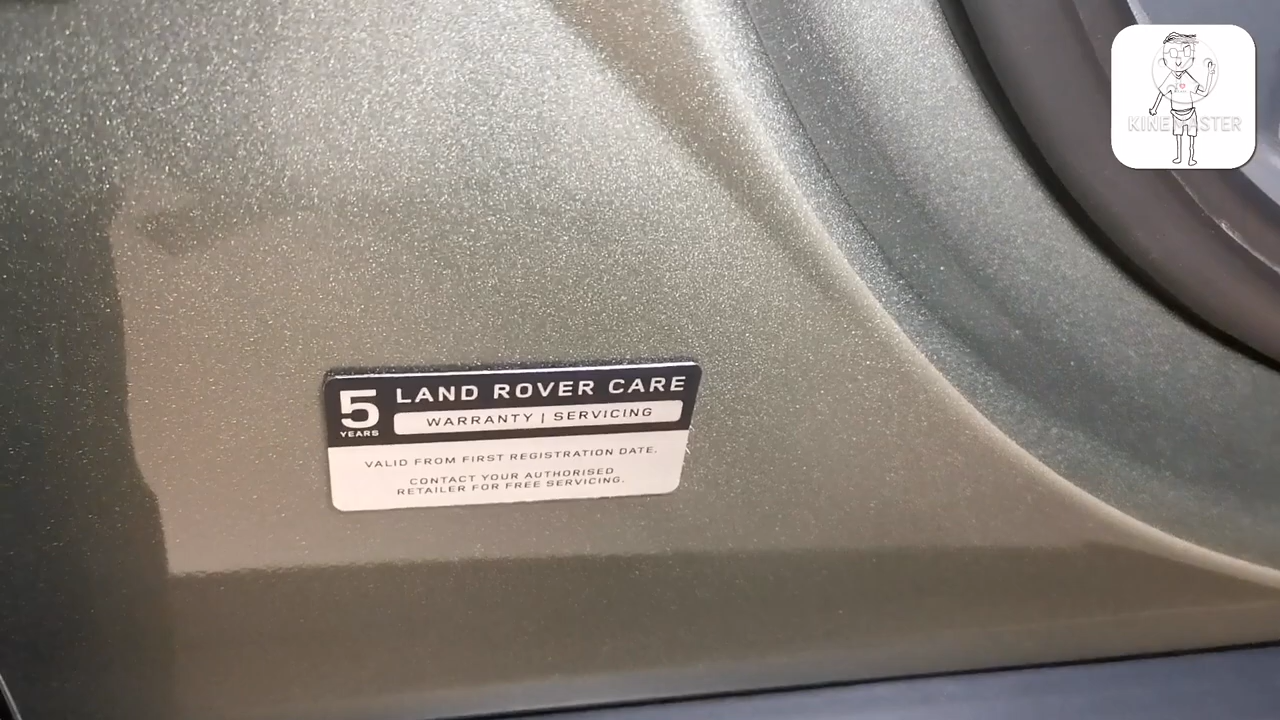 KINEMASTER
5 LAND ROVER CARE
YEARS WARRANTY | SERVICING
VALID FROM FIRST REGISTRATION DATE.
CONTACT YOUR AUTHORISED
RETAILER FOR FREE SERVICING.